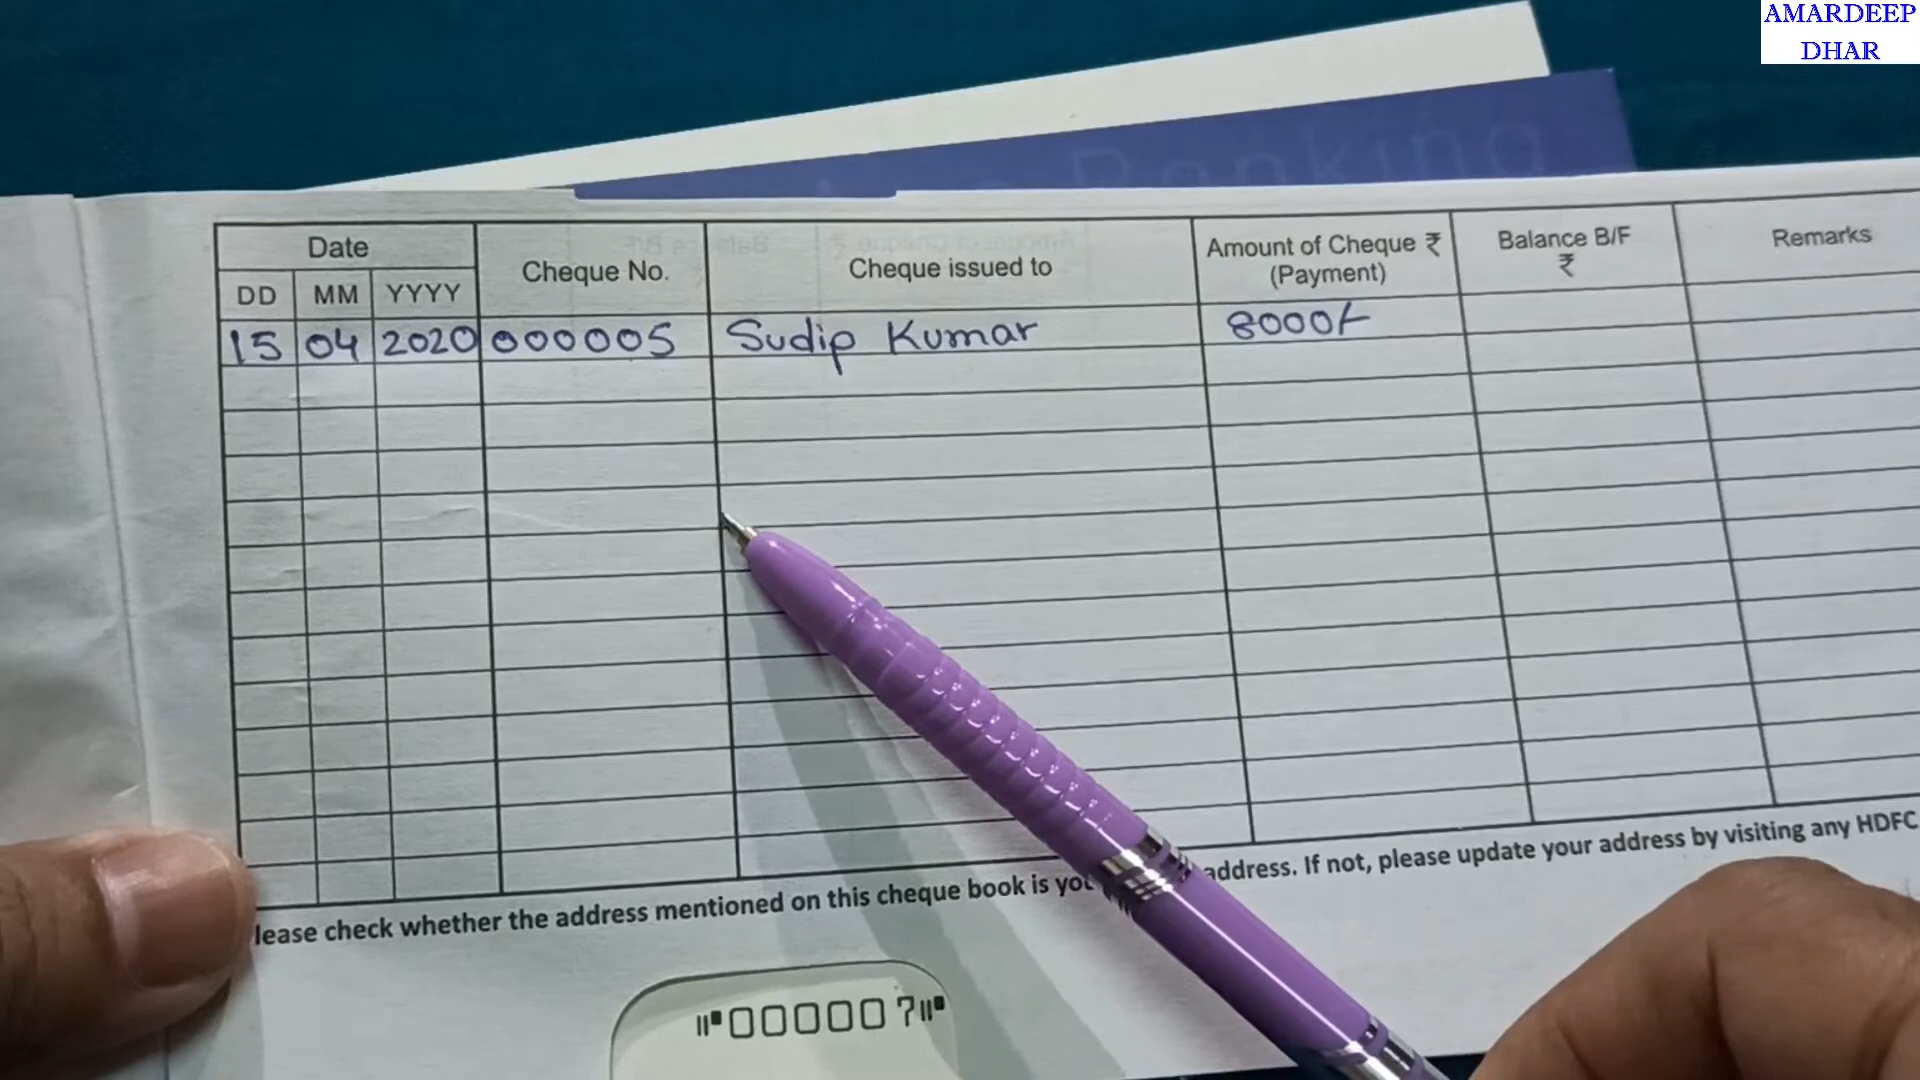 AMARDEEP
DHAR
Banking
Date
Cheque No.
Cheque issued to
Amount of Cheque ₹
(Payment)
Balance B/F
₹
Remarks
DD MM YYYY
15 04 2020 000005 Sudip Kumar 8000/-
lease check whether the address mentioned on this cheque book is you address. If not, please update your address by visiting any HDFC
⑈000007⑈